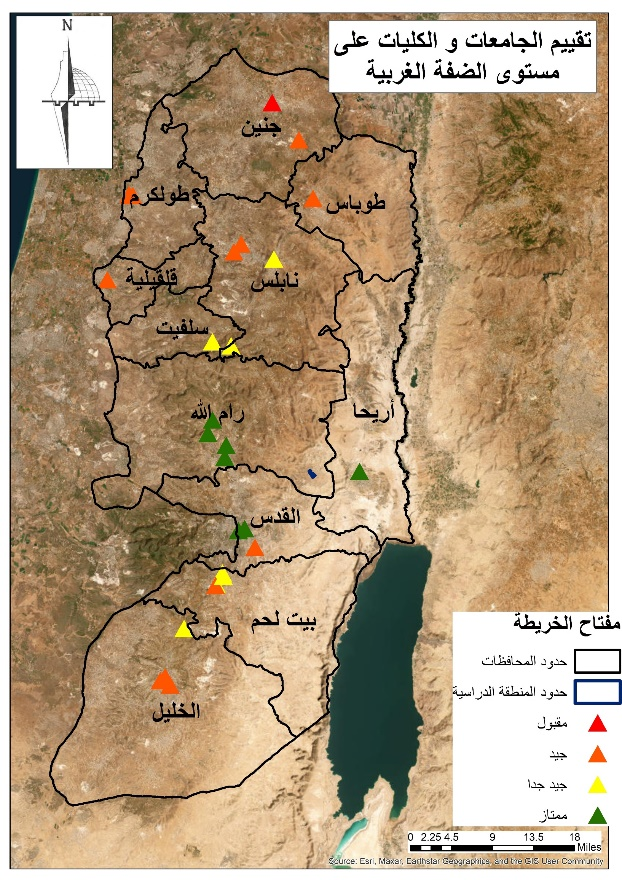 تقييم الجامعات و الكليات على
مستوى الضفة الغربية
N
جنين
طولكرم
طوباس
قلقيلية
نابلس
سلفيت
رام الله
أريحا
القدس
بيت لحم
الخليل
مفتاح الخريطة
حدود المحافظات
حدود المنطقة الدراسية
مقبول
جيد
جيد جدا
ممتاز
0 2.25 4.5 9 13.5 18
Miles
Source: Esri, Maxar, Earthstar Geographics, and the GIS User Community